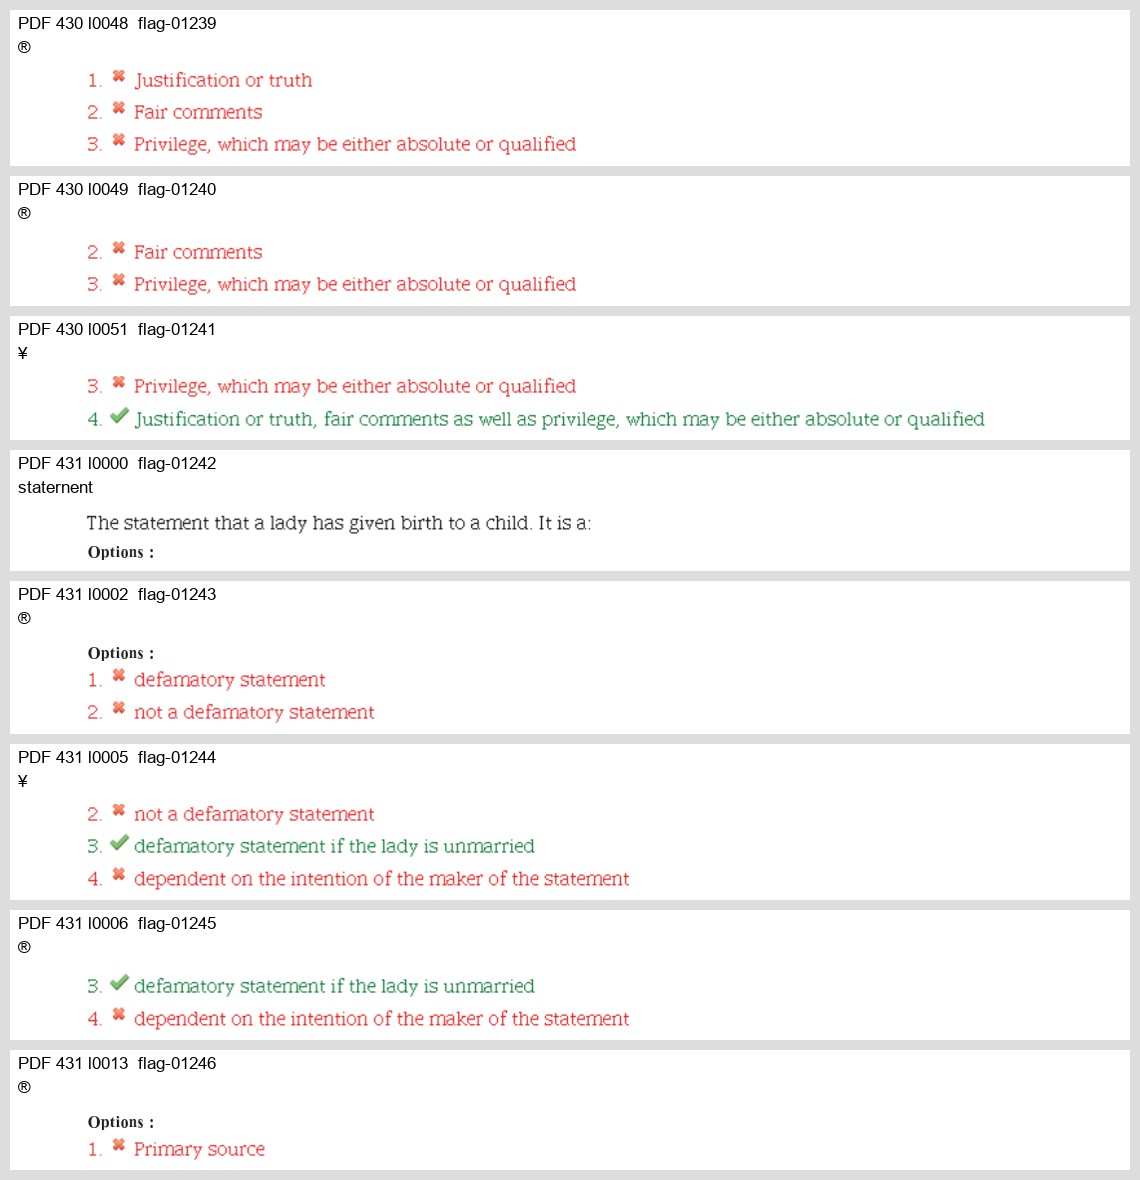 PDF 430 l0048 flag-01239
®
1. ✖ Justification or truth
2. ✖ Fair comments
3. ✖ Privilege, which may be either absolute or qualified
PDF 430 l0049 flag-01240
®
2. ✖ Fair comments
3. ✖ Privilege, which may be either absolute or qualified
PDF 430 l0051 flag-01241
¥
3. ✖ Privilege, which may be either absolute or qualified
4. ✔ Justification or truth, fair comments as well as privilege, which may be either absolute or qualified
PDF 431 l0000 flag-01242
staternent
The statement that a lady has given birth to a child. It is a:
Options :
PDF 431 l0002 flag-01243
®
Options :
1. ✖ defamatory statement
2. ✖ not a defamatory statement
PDF 431 l0005 flag-01244
¥
2. ✖ not a defamatory statement
3. ✔ defamatory statement if the lady is unmarried
4. ✖ dependent on the intention of the maker of the statement
PDF 431 l0006 flag-01245
®
3. ✔ defamatory statement if the lady is unmarried
4. ✖ dependent on the intention of the maker of the statement
PDF 431 l0013 flag-01246
®
Options :
1. ✖ Primary source